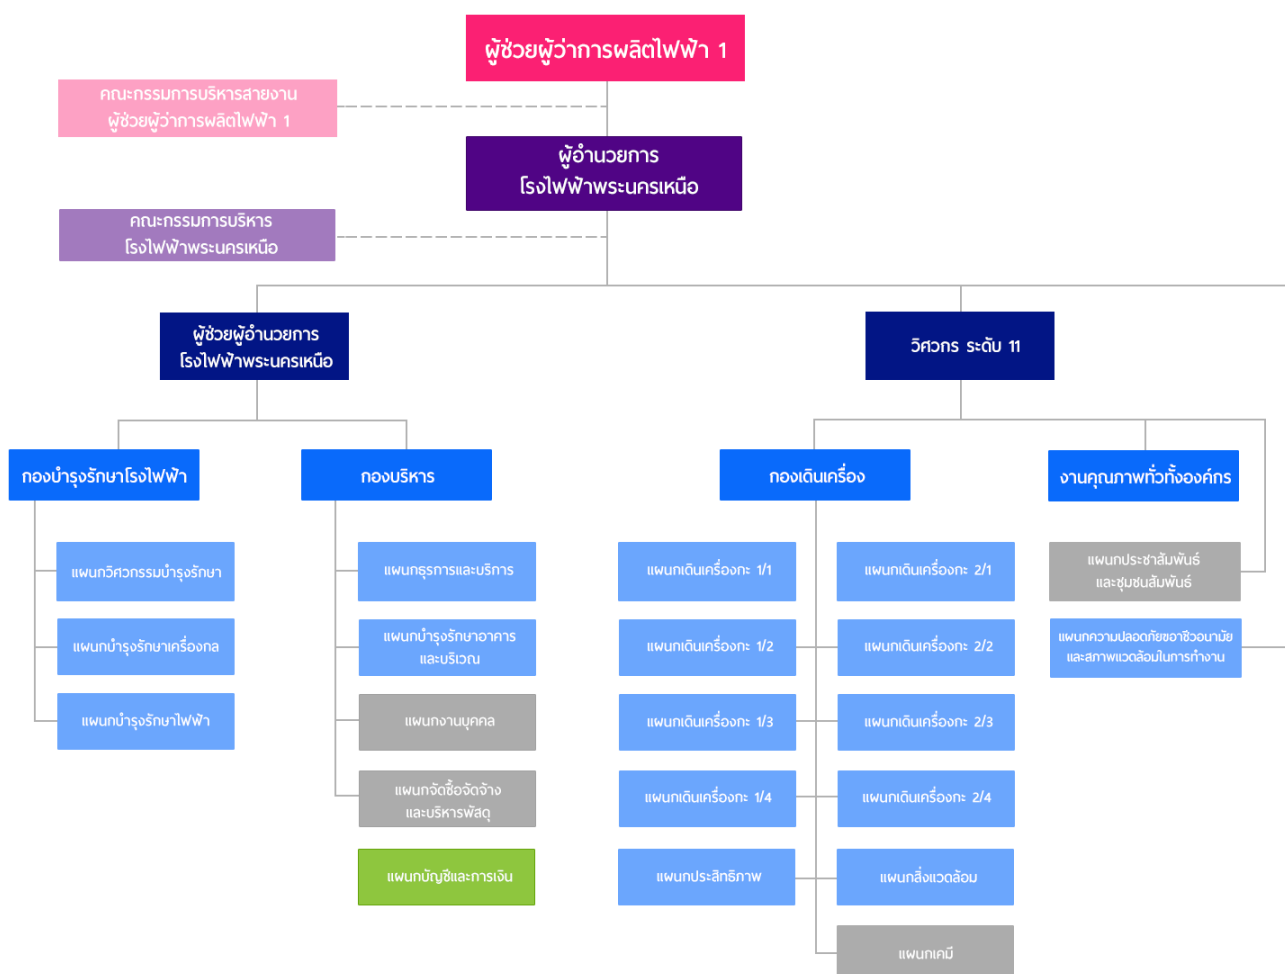 ผู้ช่วยผู้ว่าการผลิตไฟฟ้า 1
คณะกรรมการบริหารสายงาน
ผู้ช่วยผู้ว่าการผลิตไฟฟ้า 1
ผู้อำนวยการ
โรงไฟฟ้าพระนครเหนือ
คณะกรรมการบริหาร
โรงไฟฟ้าพระนครเหนือ
ผู้ช่วยผู้อำนวยการ
โรงไฟฟ้าพระนครเหนือ
วิศวกร ระดับ 11
กองบำรุงรักษาโรงไฟฟ้า
กองบริหาร
กองเดินเครื่อง
งานคุณภาพทั่วทั้งองค์กร
แผนกวิศวกรรมบำรุงรักษา
แผนกบำรุงรักษาเครื่องกล
แผนกบำรุงรักษาไฟฟ้า
แผนกธุรการและบริการ
แผนกบำรุงรักษาอาคาร
และบริเวณ
แผนกงานบุคคล
แผนกจัดซื้อจัดจ้าง
และบริหารพัสดุ
แผนกบัญชีและการเงิน
แผนกเดินเครื่องกะ 1/1
แผนกเดินเครื่องกะ 2/1
แผนกเดินเครื่องกะ 1/2
แผนกเดินเครื่องกะ 2/2
แผนกเดินเครื่องกะ 1/3
แผนกเดินเครื่องกะ 2/3
แผนกเดินเครื่องกะ 1/4
แผนกเดินเครื่องกะ 2/4
แผนกประสิทธิภาพ
แผนกสิ่งแวดล้อม
แผนกเคมี
แผนกประชาสัมพันธ์
และชุมชนสัมพันธ์
แผนกความปลอดภัยขอาชีวอนามัย
และสภาพแวดล้อมในการทำงาน